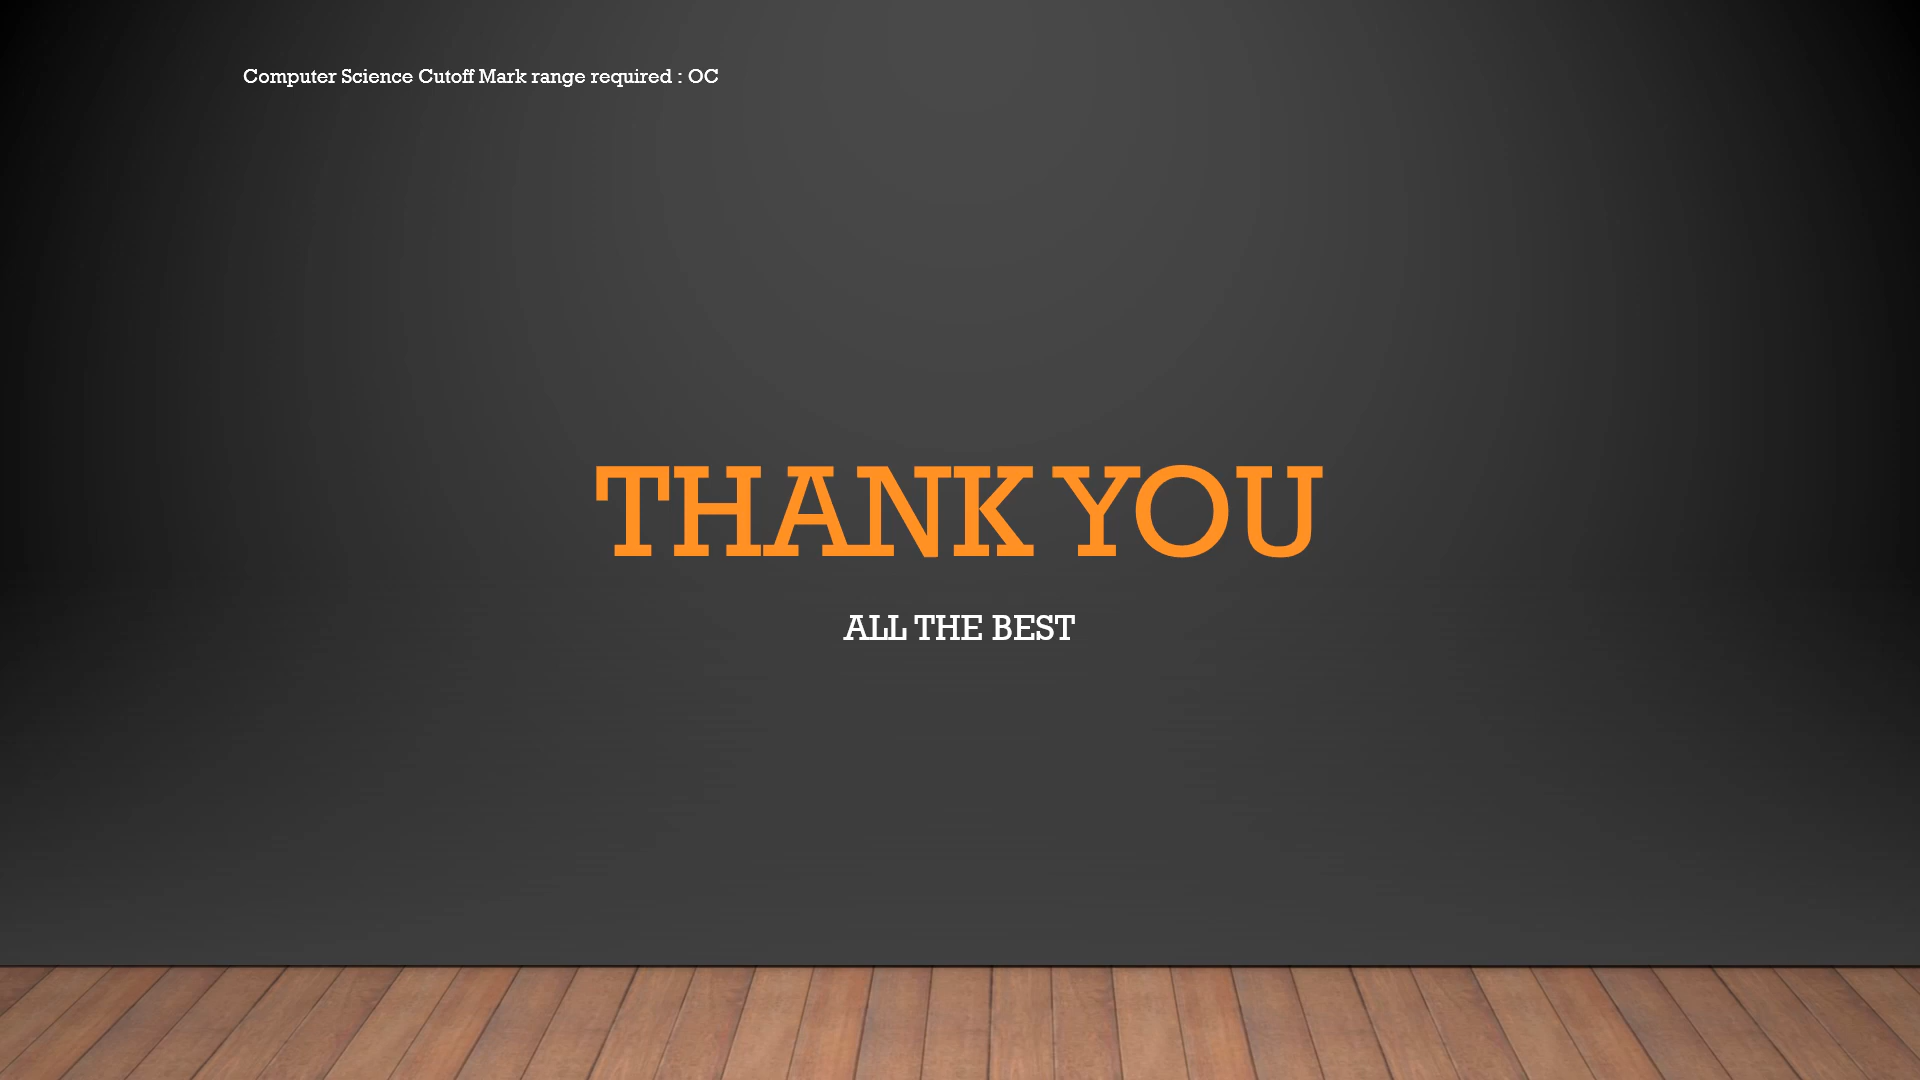 Computer Science Cutoff Mark range required : OC
THANK YOU
ALL THE BEST